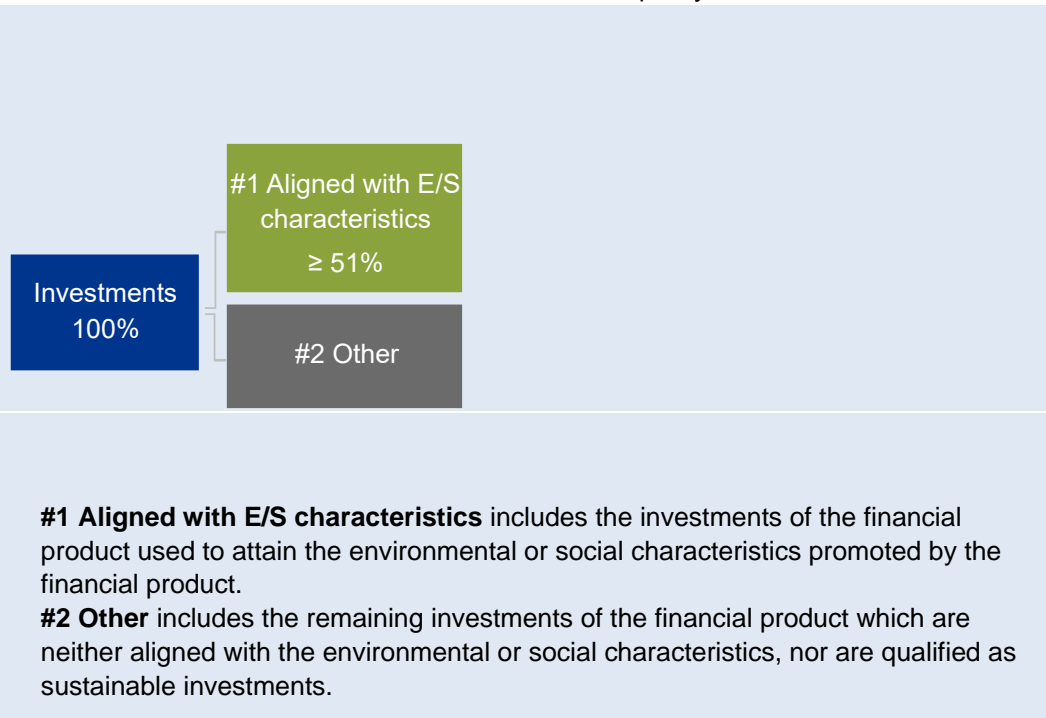 #1 Aligned with E/S
characteristics
≥ 51%
Investments
100%
#2 Other
#1 Aligned with E/S characteristics includes the investments of the financial
product used to attain the environmental or social characteristics promoted by the
financial product.
#2 Other includes the remaining investments of the financial product which are
neither aligned with the environmental or social characteristics, nor are qualified as
sustainable investments.